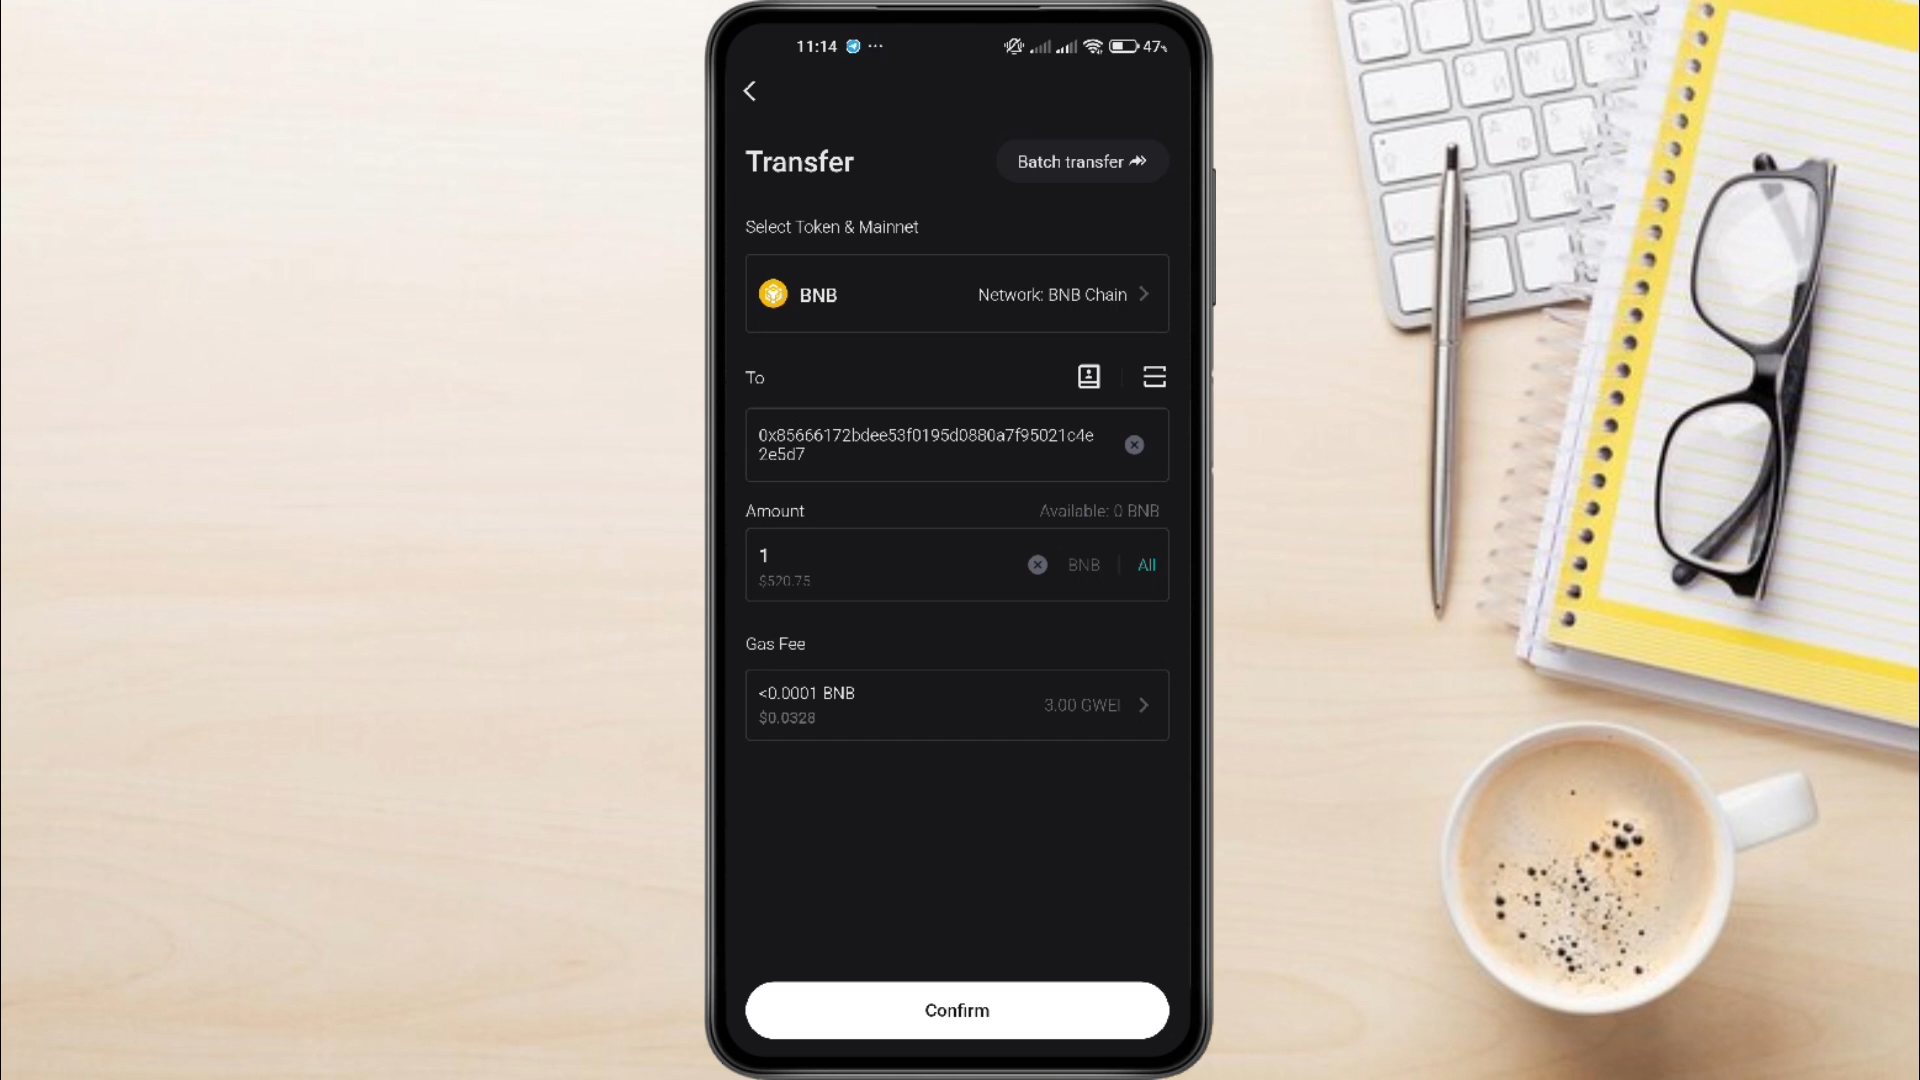 11:14 ... 47%
Transfer
Batch transfer
Select Token & Mainnet
BNB
Network: BNB Chain
To
0x85666172bdee53f0195d0880a7f95021c4e
2e5d7
Amount
Available: 0 BNB
1
$520.75
BNB
All
Gas Fee
<0.0001 BNB
$0.0328
3.00 GWEI
Confirm